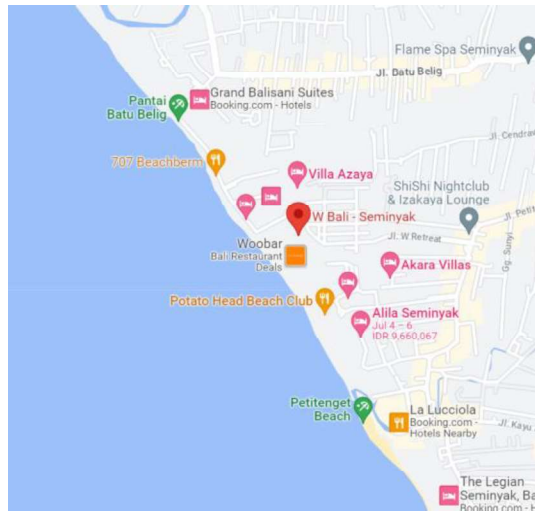 Flame Spa Seminyak
Jl. Batu Belig
Grand Balisani Suites
Booking.com - Hotels
Pantai
Batu Belig
Jl. Cendraw
707 Beachberm
Villa Azaya
ShiShi Nightclub
& Izakaya Lounge
W Bali - Seminyak
Jl. Petit
Jl. W Retreat
Gg. Sunyi
Woobar
Bali Restaurant
Deals
Akara Villas
Potato Head Beach Club
Alila Seminyak
Jul 4 – 6
IDR 9,660,067
Petitenget
Beach
La Lucciola
Booking.com -
Hotels Nearby
Jl. Kayu
The Legian
Seminyak, Ba
Booking.com - H